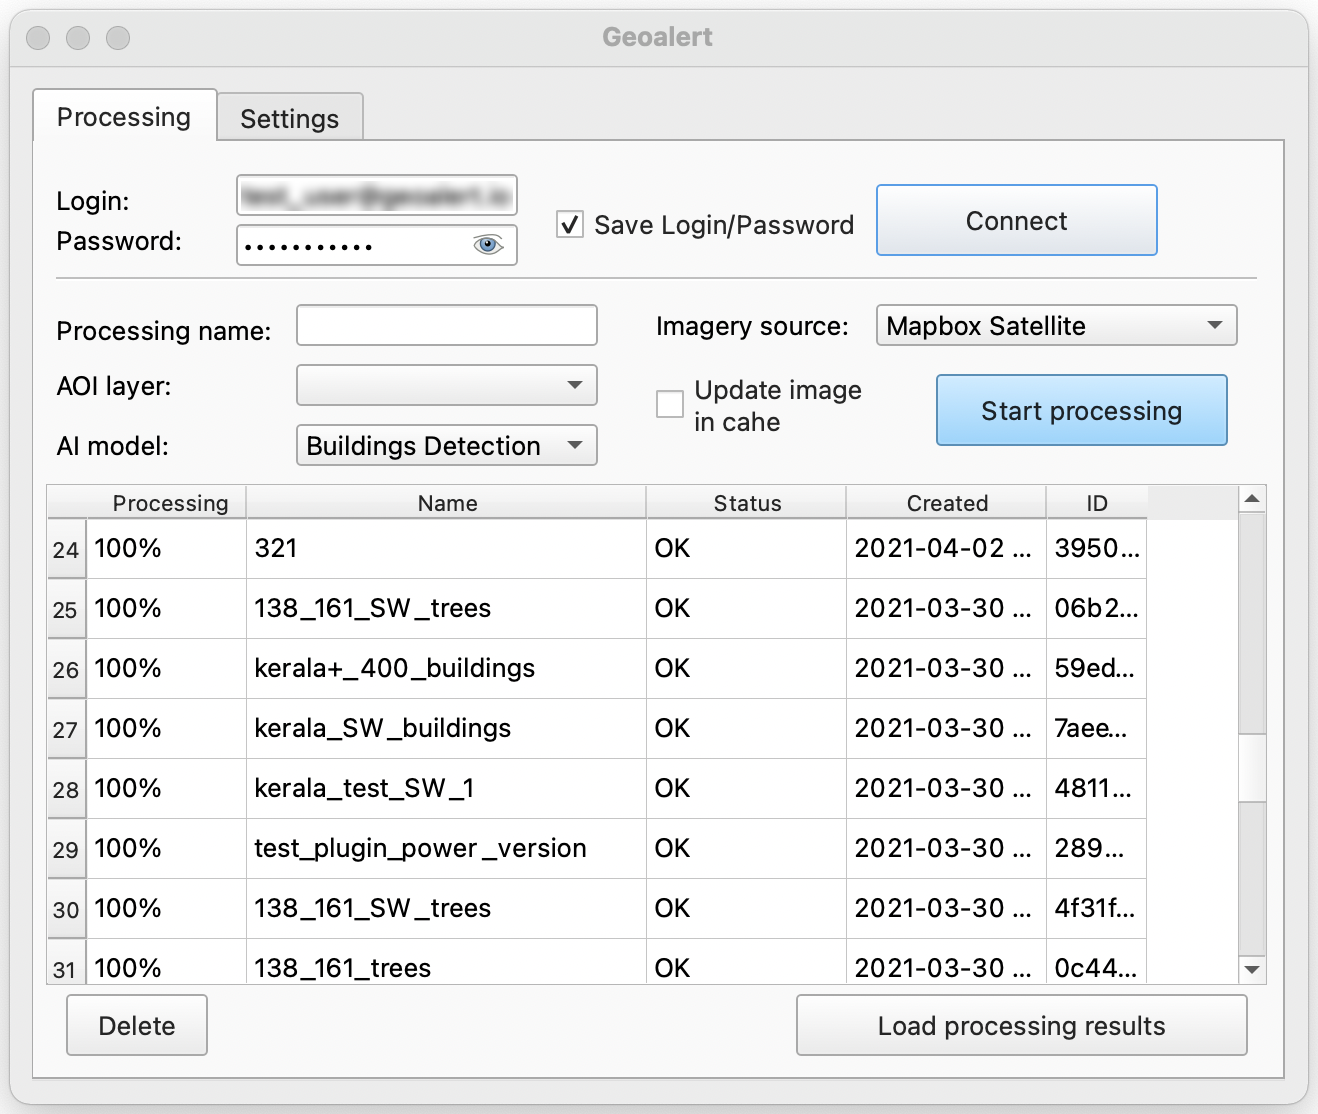 Geoalert
Processing
Settings
Login:
Password:
Save Login/Password
Connect
Processing name:
Imagery source:
Mapbox Satellite
AOI layer:
Update image
in cahe
Start processing
AI model:
Buildings Detection
Processing Name Status Created ID
24 100% 321 OK 2021-04-02 ... 3950...
25 100% 138_161_SW_trees OK 2021-03-30 ... 06b2...
26 100% kerala+_400_buildings OK 2021-03-30 ... 59ed...
27 100% kerala_SW_buildings OK 2021-03-30 ... 7aee...
28 100% kerala_test_SW_1 OK 2021-03-30 ... 4811...
29 100% test_plugin_power_version OK 2021-03-30 ... 289...
30 100% 138_161_SW_trees OK 2021-03-30 ... 4f31f...
31 100% 138_161_trees OK 2021-03-30 ... 0c44...
Delete
Load processing results